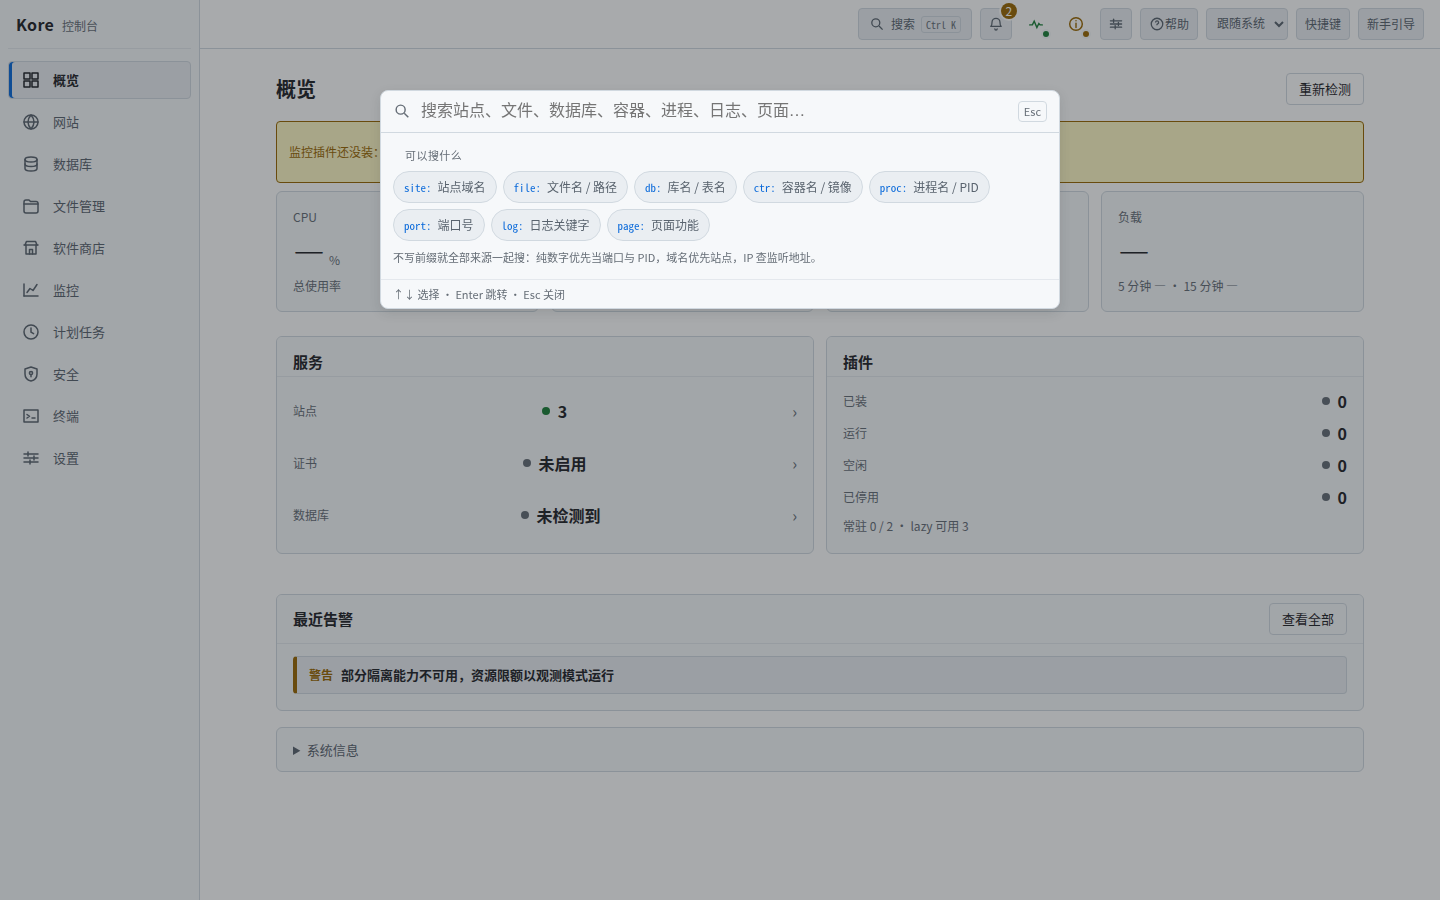 Kore 控制台
搜索 Ctrl K
2
帮助
跟随系统
快捷键
新手引导
概览
网站
数据库
文件管理
软件商店
监控
计划任务
安全
终端
设置
概览
重新检测
搜索站点、文件、数据库、容器、进程、日志、页面…
Esc
监控插件还没装：
可以搜什么
site: 站点域名
file: 文件名 / 路径
db: 库名 / 表名
ctr: 容器名 / 镜像
proc: 进程名 / PID
port: 端口号
log: 日志关键字
page: 页面功能
不写前缀就全部来源一起搜：纯数字优先当端口与 PID，域名优先站点，IP 查监听地址。
↑↓ 选择 · Enter 跳转 · Esc 关闭
CPU
— %
总使用率
负载
—
5 分钟 — · 15 分钟 —
服务
站点
3
›
证书
未启用
›
数据库
未检测到
›
插件
已装
0
运行
0
空闲
0
已停用
0
常驻 0 / 2 · lazy 可用 3
最近告警
查看全部
警告 部分隔离能力不可用，资源限额以观测模式运行
系统信息